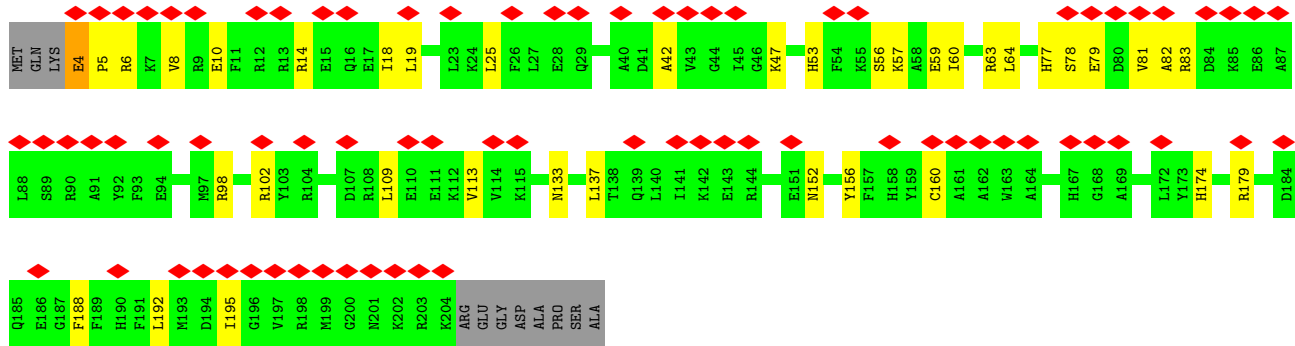 MET GLN LYS E4 P5 R6 K7 V8 R9 E10 F11 R12 R13 R14 E15 Q16 E17 I18 L19 L23 K24 L25 F26 L27 E28 Q29 A40 D41 A42 V43 G44 I45 G46 K47 H53 F54 K55 S56 K57 A58 E59 I60 R63 L64 H77 S78 E79 D80 V81 A82 R83 D84 K85 E86 A87
L88 S89 R90 A91 Y92 F93 E94 M97 R98 R102 Y103 R104 D107 R108 L109 E110 E111 K112 V113 V114 K115 N133 L137 T138 Q139 L140 I141 K142 E143 R144 E151 N152 Y156 F157 H158 Y159 C160 A161 A162 W163 A164 H167 G168 A169 L172 Y173 H174 R179 D184
Q185 E186 G187 F188 F189 H190 F191 L192 M193 D194 I195 G196 V197 R198 M199 G200 N201 K202 R203 K204 ARG GLU GLY ASP ALA PRO SER ALA